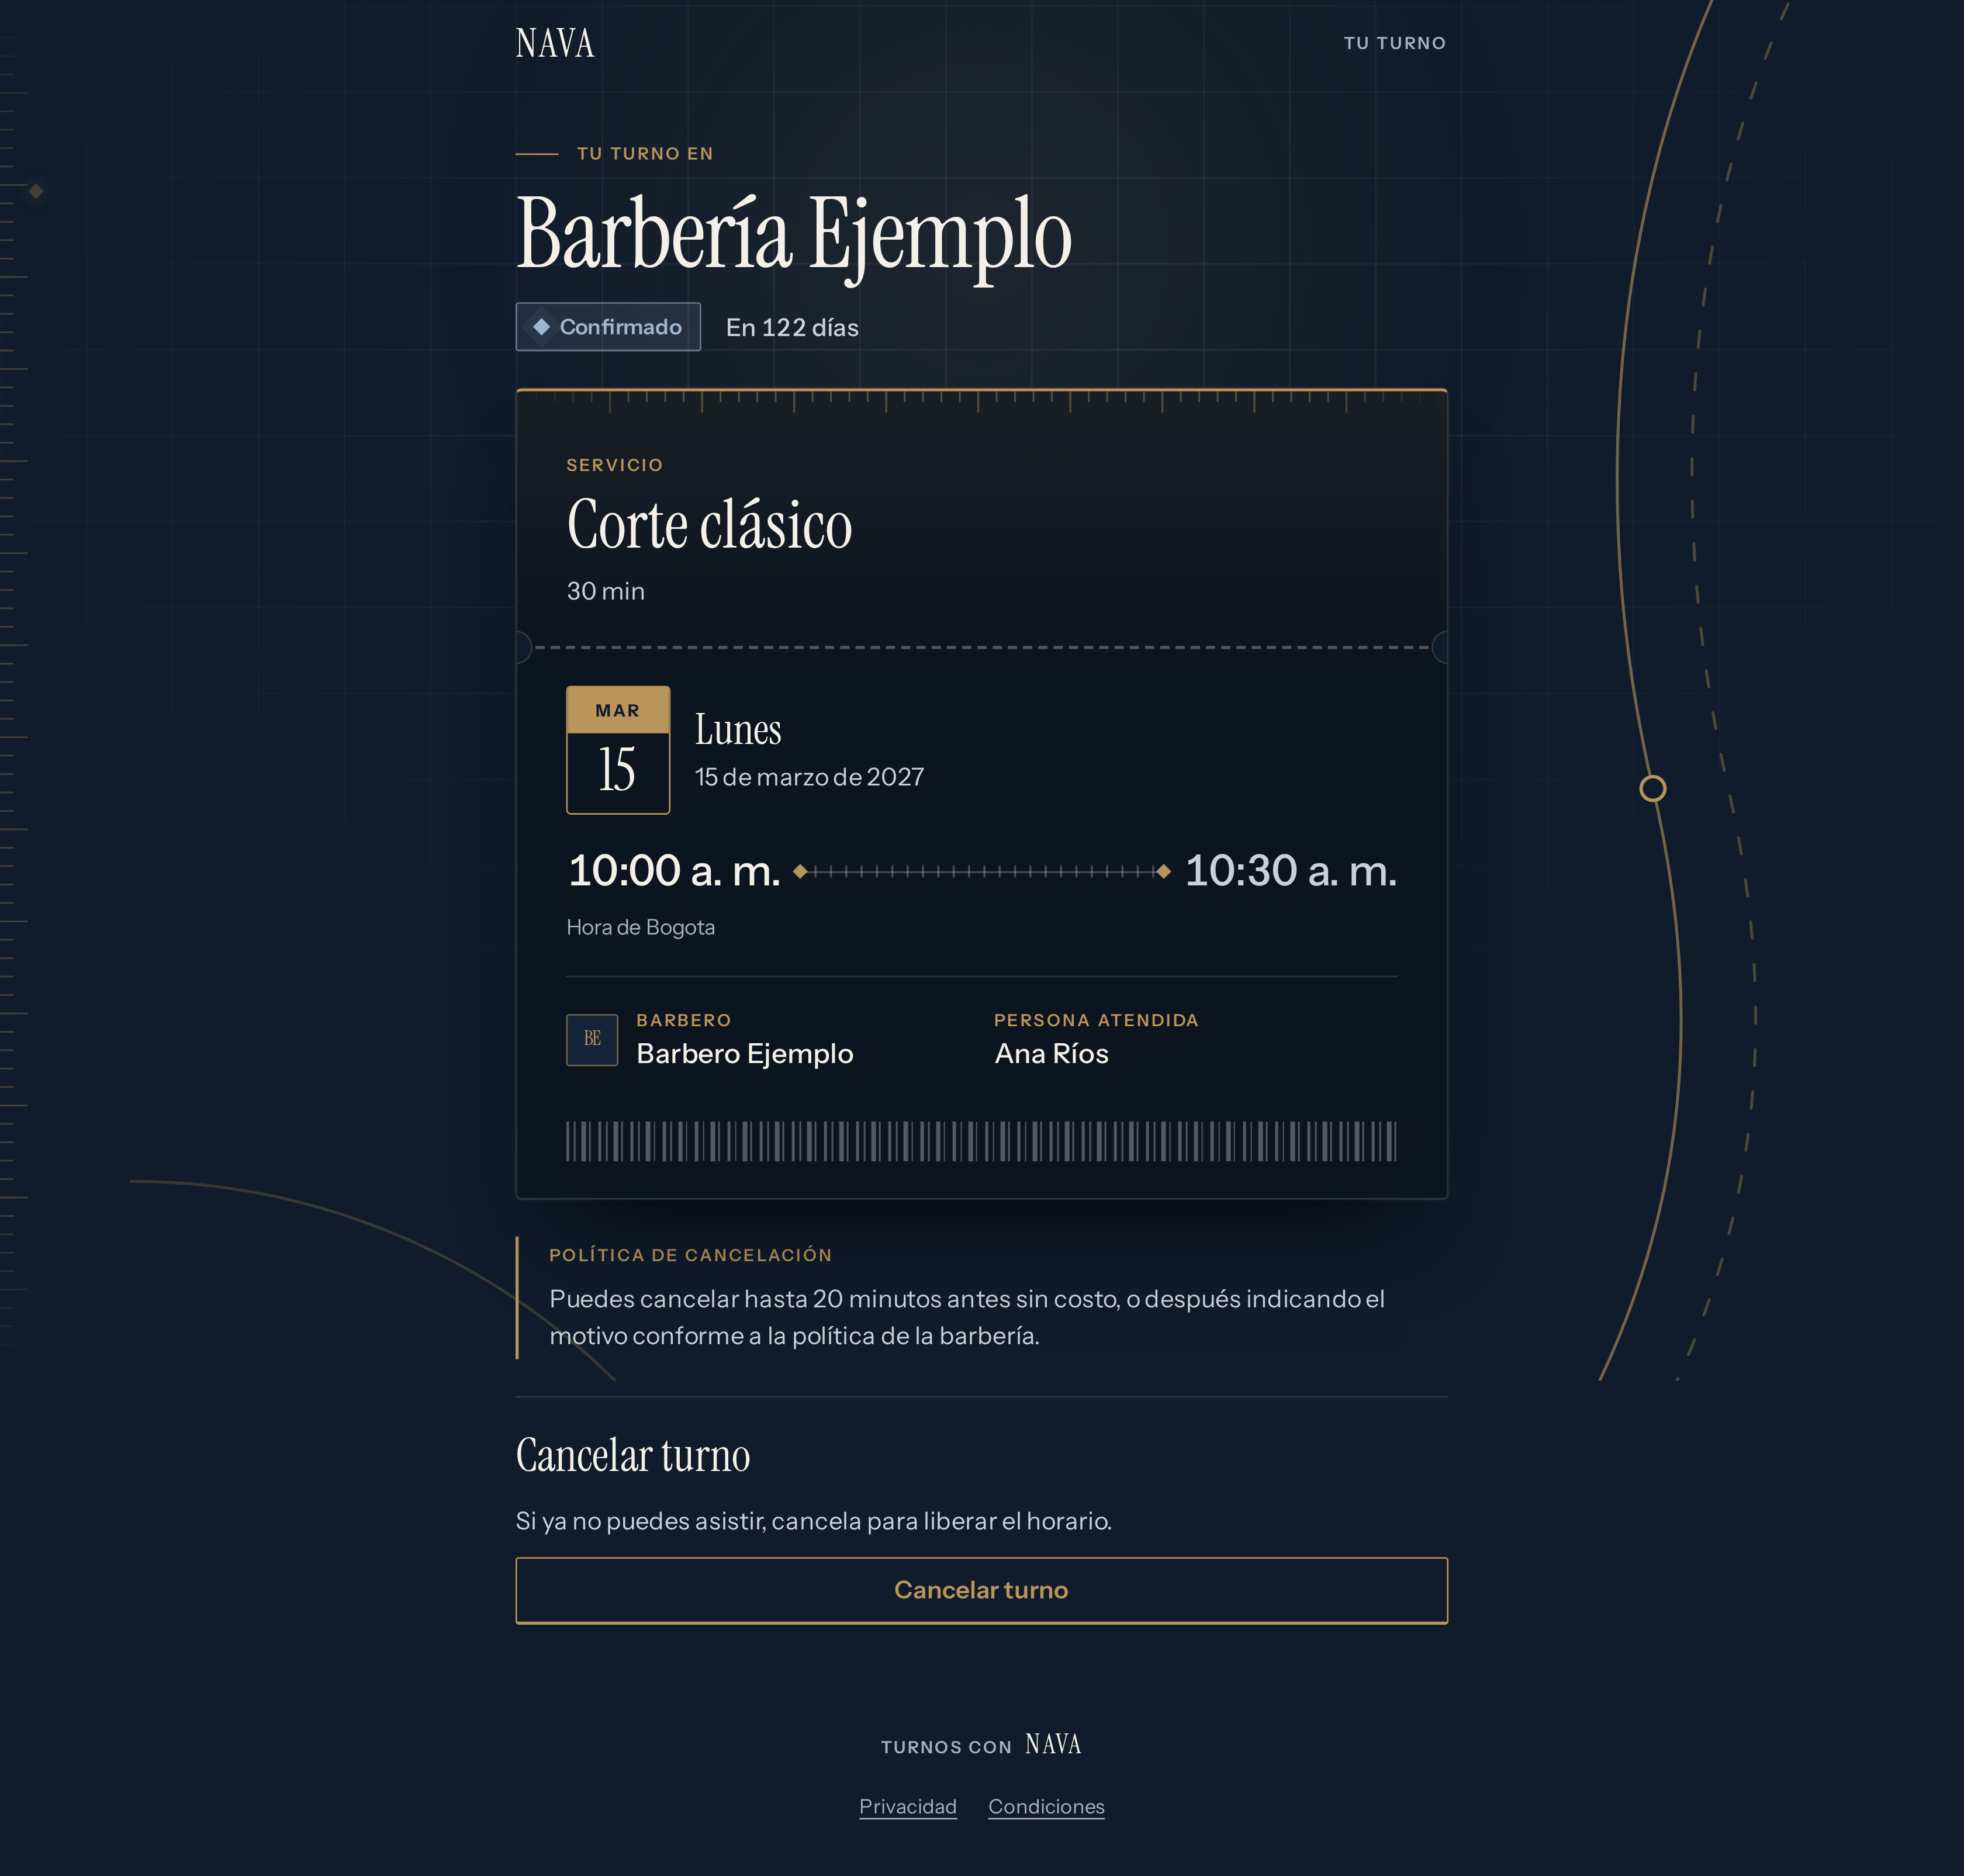 NAVA
TU TURNO
TU TURNO EN
Barbería Ejemplo
Confirmado
En 122 días
SERVICIO
Corte clásico
30 min
MAR
15
Lunes
15 de marzo de 2027
10:00 a. m.
10:30 a. m.
Hora de Bogota
BE
BARBERO
Barbero Ejemplo
PERSONA ATENDIDA
Ana Ríos
POLÍTICA DE CANCELACIÓN
Puedes cancelar hasta 20 minutos antes sin costo, o después indicando el
motivo conforme a la política de la barbería.
Cancelar turno
Si ya no puedes asistir, cancela para liberar el horario.
Cancelar turno
TURNOS CON NAVA
Privacidad
Condiciones